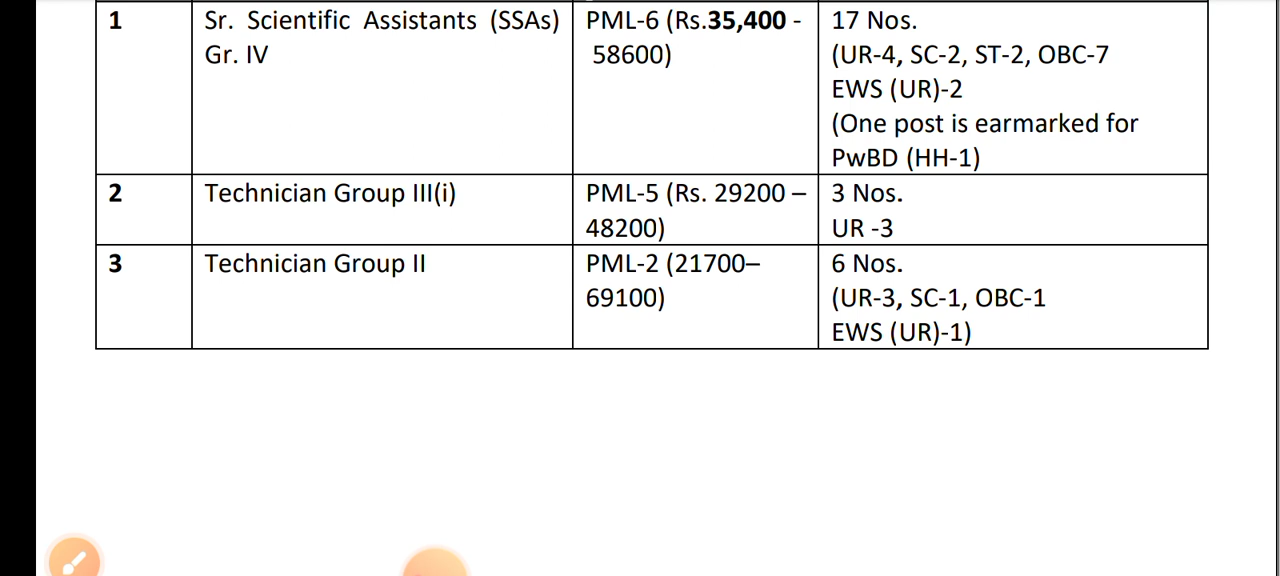 1
Sr. Scientific Assistants (SSAs)
Gr. IV
PML-6 (Rs.35,400 -
58600)
17 Nos.
(UR-4, SC-2, ST-2, OBC-7
EWS (UR)-2
(One post is earmarked for
PwBD (HH-1)
2
Technician Group III(i)
PML-5 (Rs. 29200 –
48200)
3 Nos.
UR -3
3
Technician Group II
PML-2 (21700–
69100)
6 Nos.
(UR-3, SC-1, OBC-1
EWS (UR)-1)